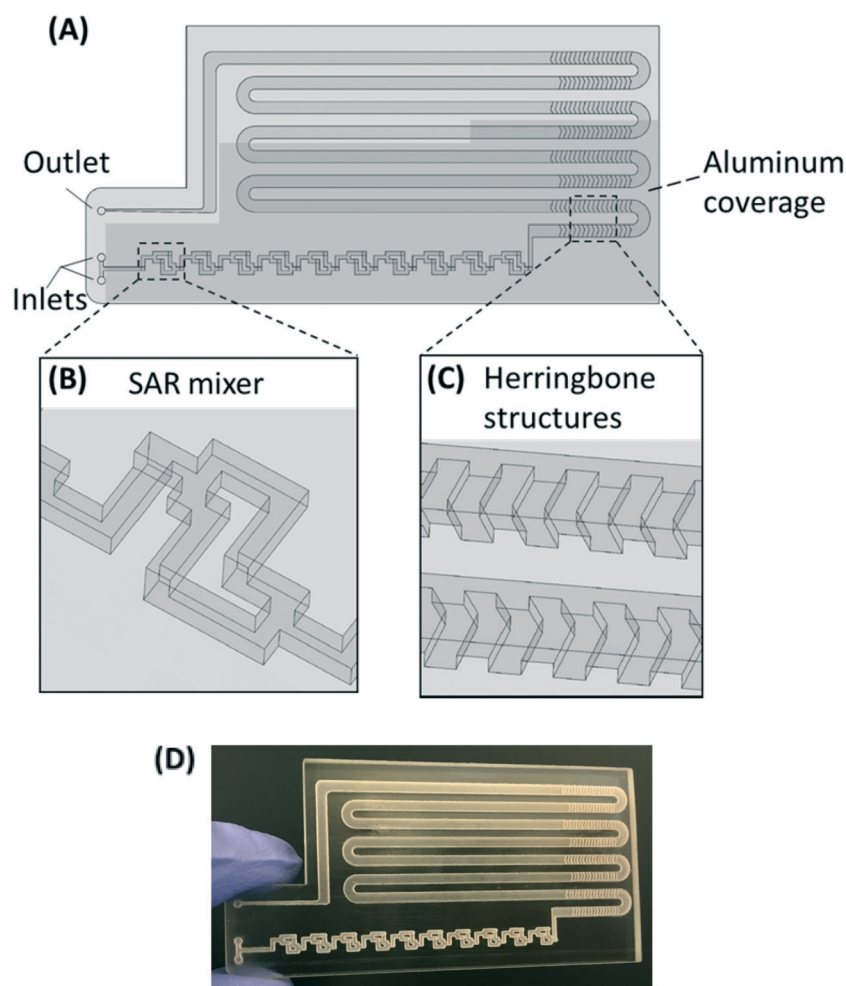 (A)
Outlet
Inlets
Aluminum
coverage
(B) SAR mixer
(C) Herringbone
structures
(D)